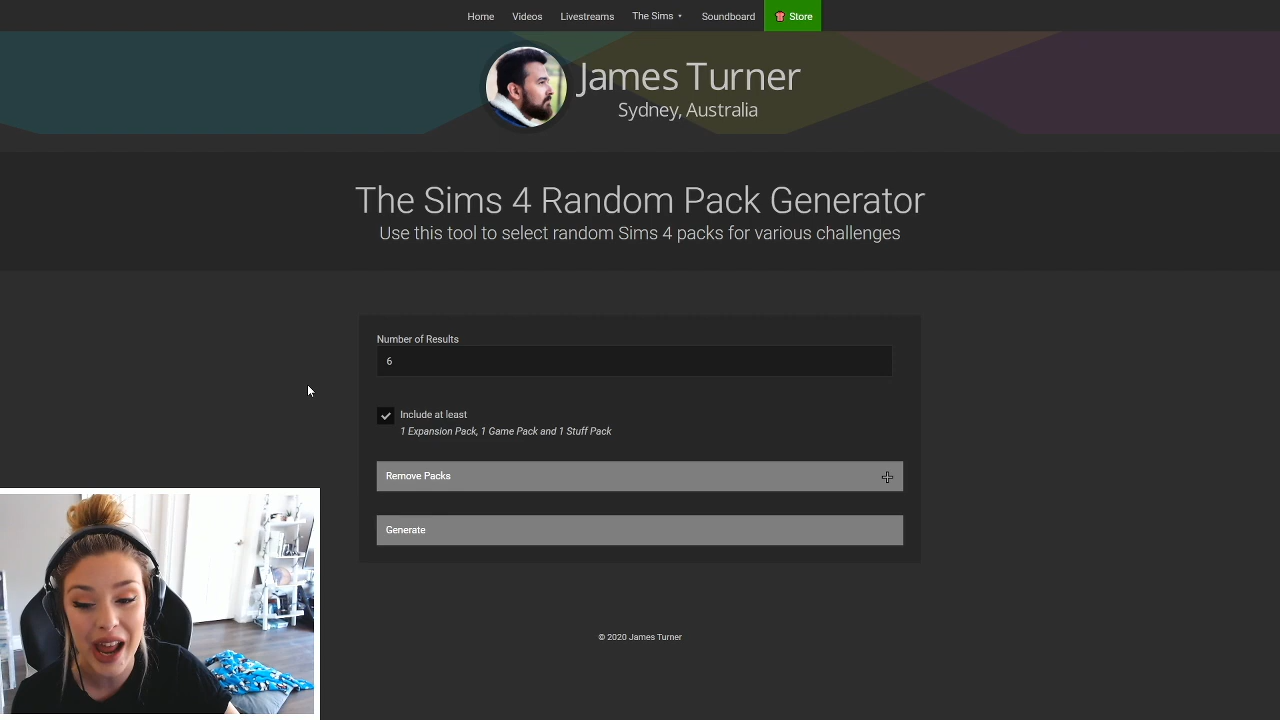 Home
Videos
Livestreams
The Sims
Soundboard
Store
James Turner
Sydney, Australia
The Sims 4 Random Pack Generator
Use this tool to select random Sims 4 packs for various challenges
Number of Results
6
Include at least
1 Expansion Pack, 1 Game Pack and 1 Stuff Pack
Remove Packs
Generate
© 2020 James Turner